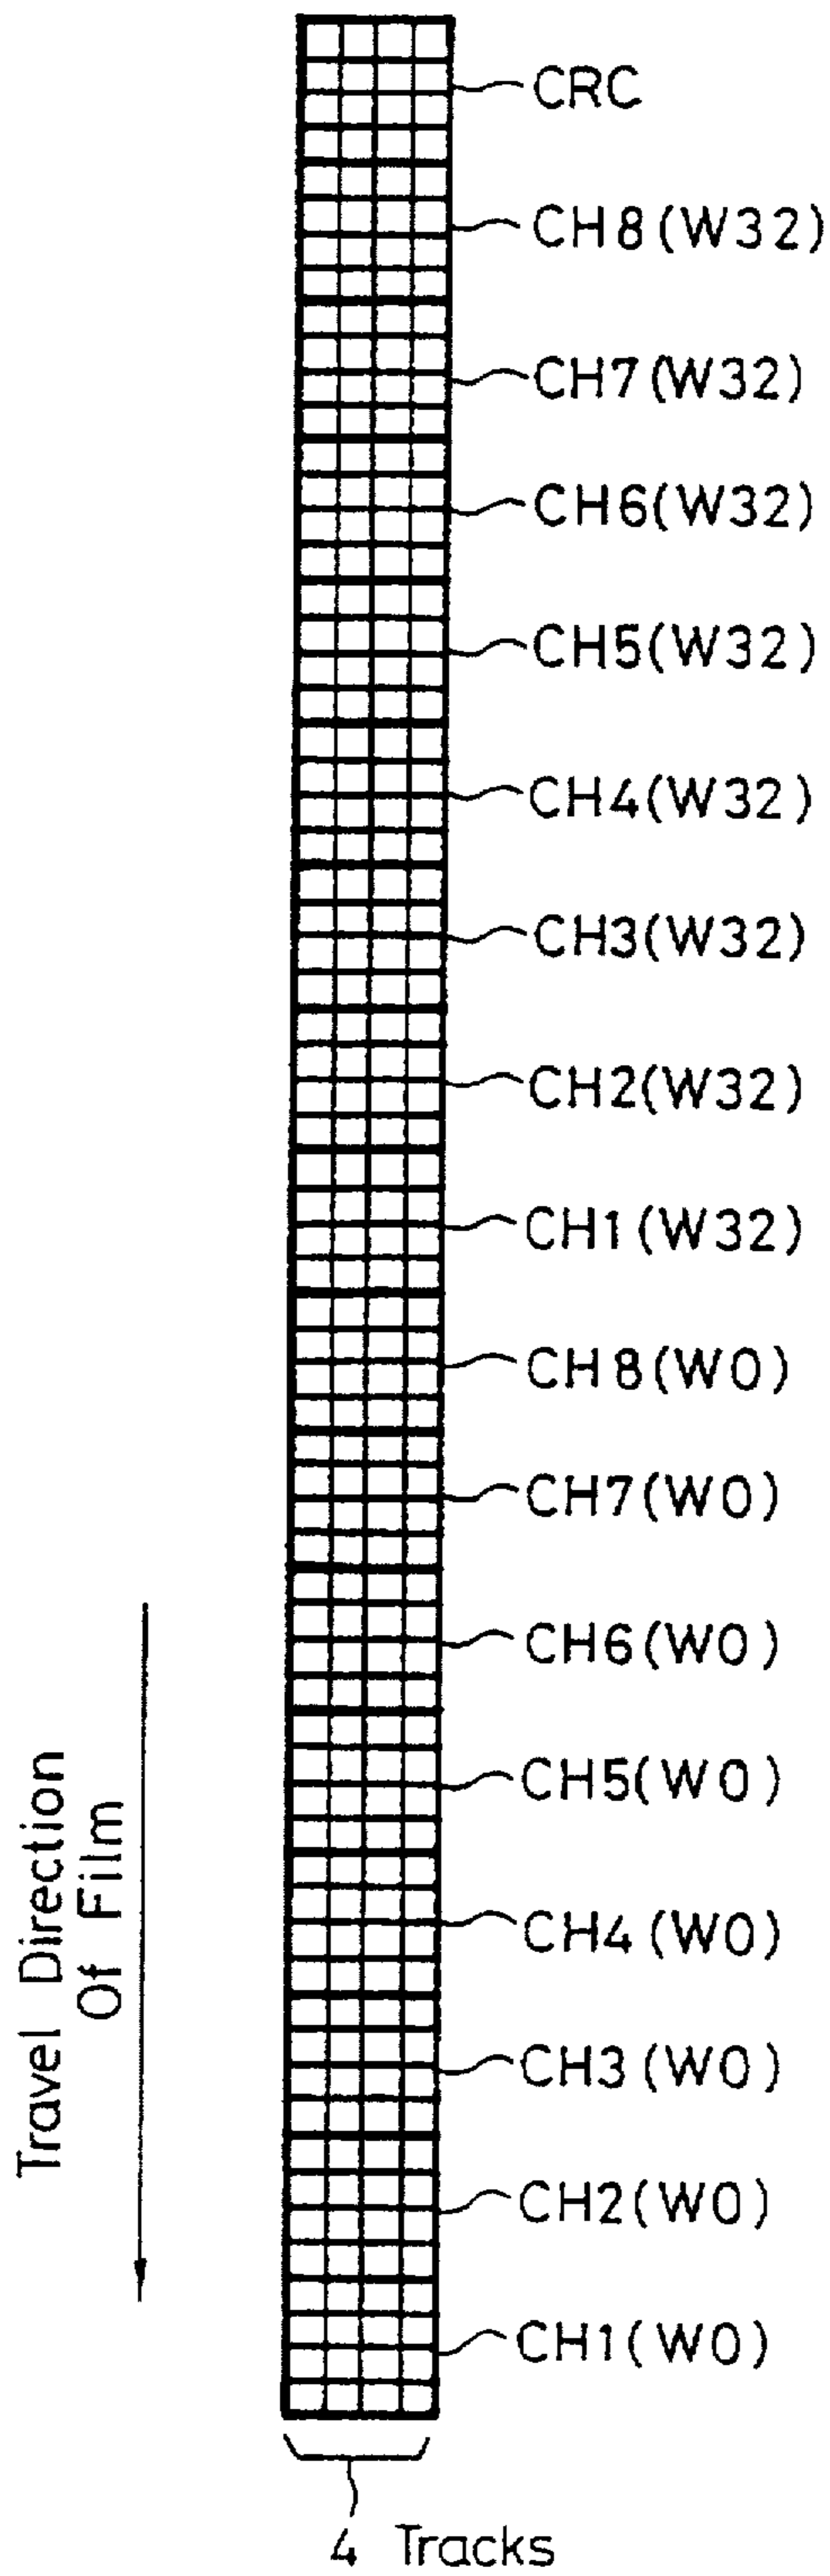 CRC
CH8(W32)
CH7(W32)
CH6(W32)
CH5(W32)
CH4(W32)
CH3(W32)
CH2(W32)
CH1(W32)
CH8(W0)
CH7(W0)
CH6(W0)
CH5(W0)
CH4(W0)
CH3(W0)
CH2(W0)
CH1(W0)
Travel Direction
Of Film
4 Tracks